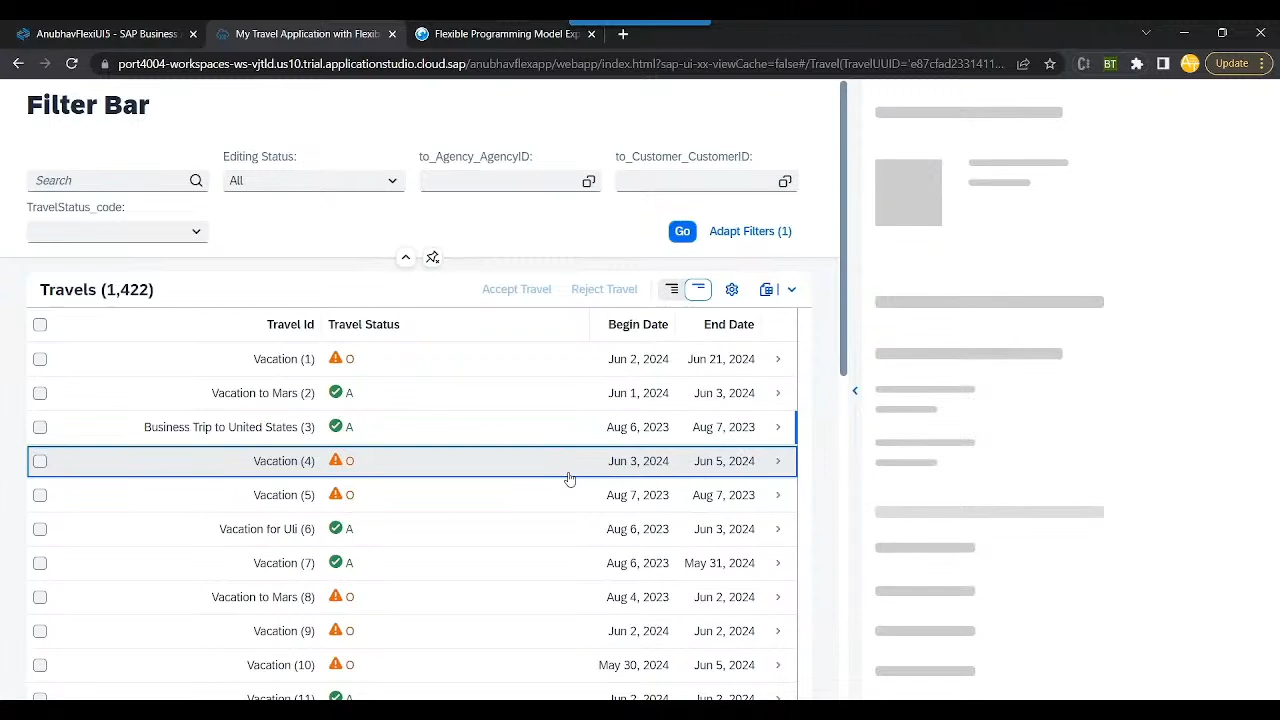 AnubhavFlexiUI5 - SAP Business
My Travel Application with Flexib
Flexible Programming Model Exp
port4004-workspaces-ws-vjtld.us10.trial.applicationstudio.cloud.sap/anubhavflexapp/webapp/index.html?sap-ui-xx-viewCache=false#/Travel(TravelUUID='e87cfad2331411...
BT
Update
Filter Bar
Editing Status:
to_Agency_AgencyID:
to_Customer_CustomerID:
Search
All
TravelStatus_code:
Go
Adapt Filters (1)
Travels (1,422)
Accept Travel
Reject Travel
Travel Id Travel Status Begin Date End Date
Vacation (1) O Jun 2, 2024 Jun 21, 2024
Vacation to Mars (2) A Jun 1, 2024 Jun 3, 2024
Business Trip to United States (3) A Aug 6, 2023 Aug 7, 2023
Vacation (4) O Jun 3, 2024 Jun 5, 2024
Vacation (5) O Aug 7, 2023 Aug 7, 2023
Vacation for Uli (6) A Aug 6, 2023 Jun 3, 2024
Vacation (7) A Aug 6, 2023 May 31, 2024
Vacation to Mars (8) O Aug 4, 2023 Jun 2, 2024
Vacation (9) O Jun 2, 2024 Jun 2, 2024
Vacation (10) O May 30, 2024 Jun 5, 2024
Vacation (11) A Jun 2, 2024 Jun 2, 2024